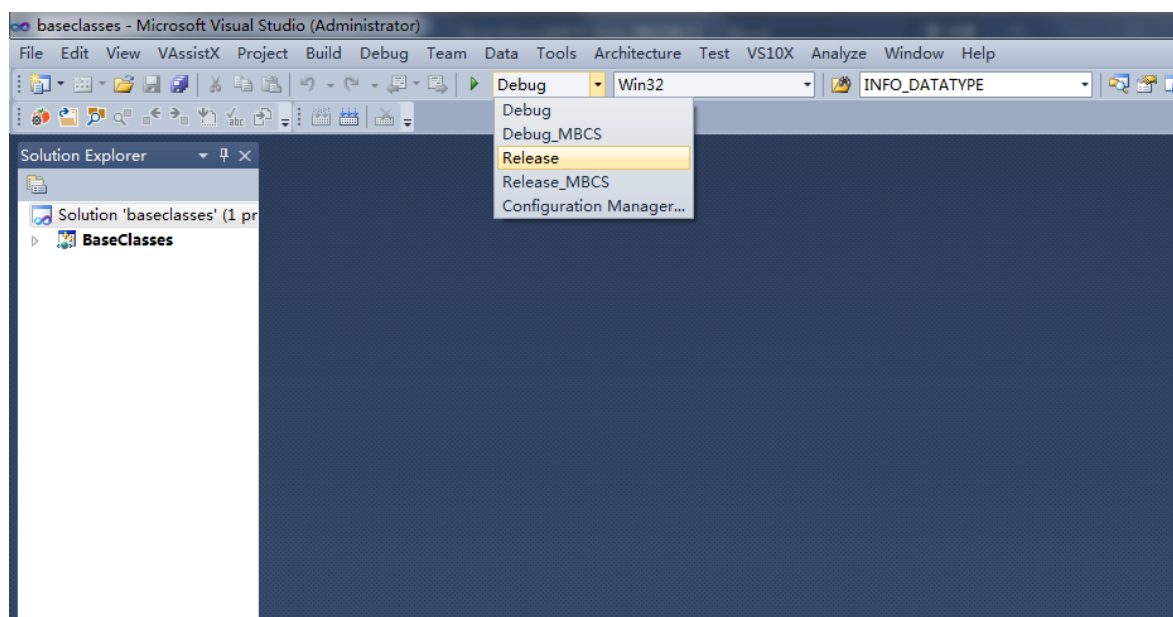 baseclasses - Microsoft Visual Studio (Administrator)
File Edit View VAssistX Project Build Debug Team Data Tools Architecture Test VS10X Analyze Window Help
Debug Win32 INFO_DATATYPE
Debug
Debug_MBCS
Solution Explorer
Release
Release_MBCS
Configuration Manager...
Solution 'baseclasses' (1 pr
BaseClasses